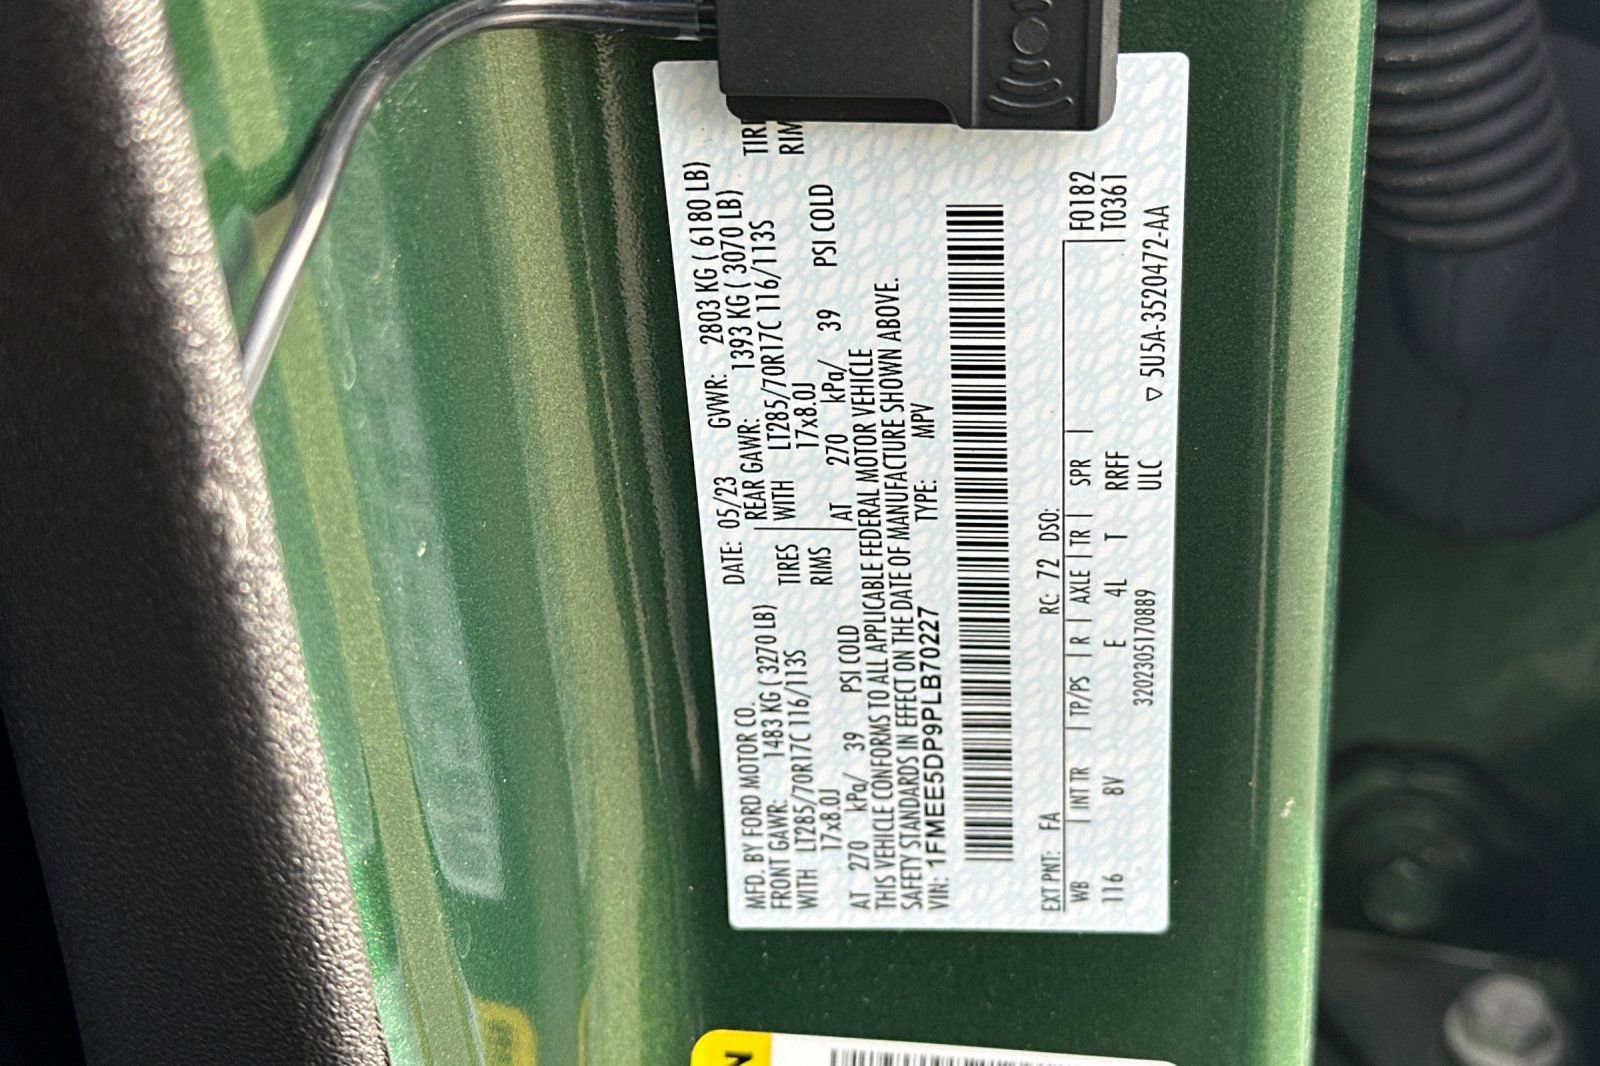 MFD. BY FORD MOTOR CO.
DATE: 05/23 GVWR: 2803 KG ( 6180 LB)
FRONT GAWR: 1483 KG ( 3270 LB) REAR GAWR: 1393 KG ( 3070 LB)
WITH LT285/70R17C 116/113S TIRES WITH LT285/70R17C 116/113S
17x8.0J RIMS 17x8.0J
AT 270 kPa/ 39 PSI COLD AT 270 kPa/ 39 PSI COLD
THIS VEHICLE CONFORMS TO ALL APPLICABLE FEDERAL MOTOR VEHICLE
SAFETY STANDARDS IN EFFECT ON THE DATE OF MANUFACTURE SHOWN ABOVE.
VIN: 1FMEE5DP9PLB70227 TYPE: MPV
EXT PNT: FA RC: 72 DSO: F0182
WB | INT TR | TP/PS | R | AXLE | TR | SPR | T0361
116 8V E 4L T RRFF
3202305170889 ULC ▽ 5U5A-3520472-AA
N